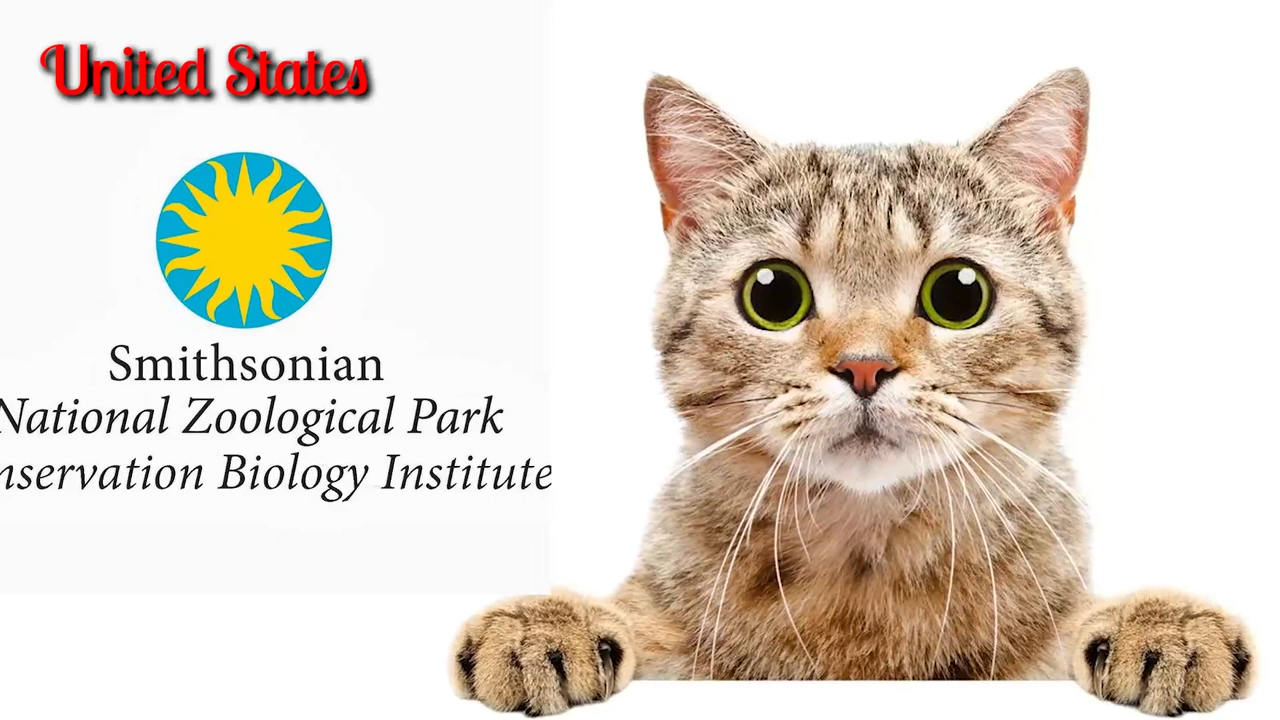 United States
Smithsonian
National Zoological Park
nservation Biology Institute